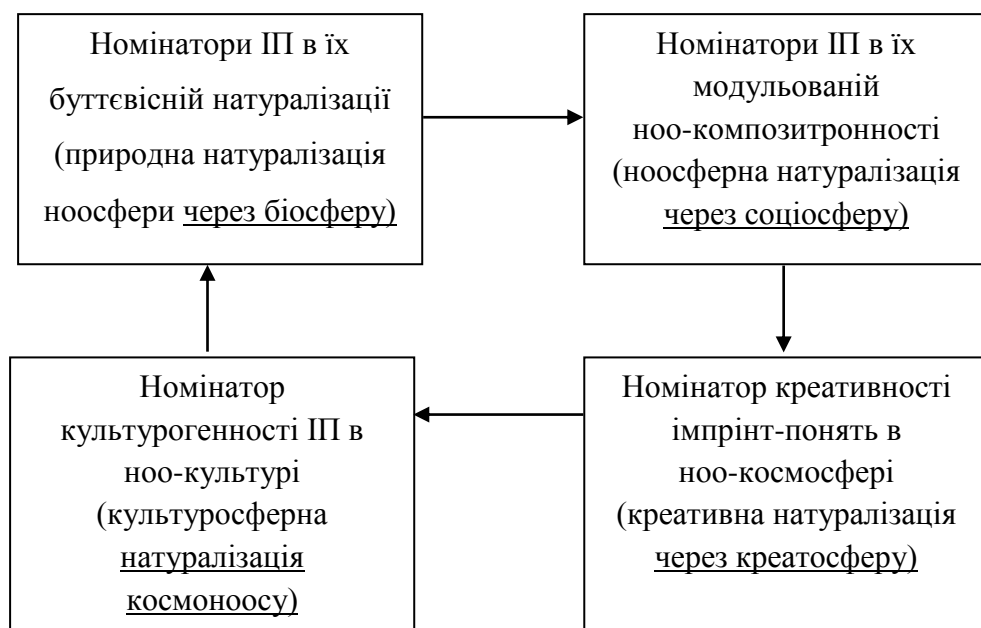 Номінатори ІП в їх
буттєвісній натуралізації
(природна натуралізація
ноосфери через біосферу)
Номінатори ІП в їх
модульованій
ноо-композитронності
(ноосферна натуралізація
через соціосферу)
Номінатор
культурогенності ІП в
ноо-культурі
(культуросферна
натуралізація
космоноосу)
Номінатор креативності
імпрінт-понять в
ноо-космосфері
(креативна натуралізація
через креатосферу)